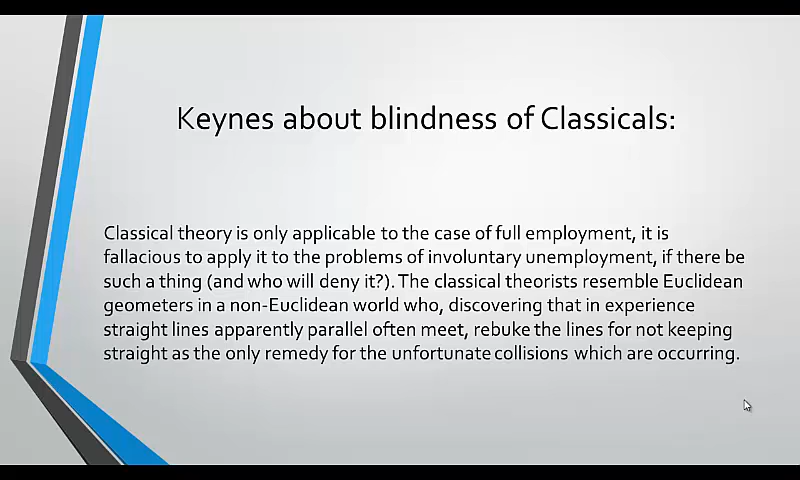 Keynes about blindness of Classicals:
Classical theory is only applicable to the case of full employment, it is
fallacious to apply it to the problems of involuntary unemployment, if there be
such a thing (and who will deny it?). The classical theorists resemble Euclidean
geometers in a non-Euclidean world who, discovering that in experience
straight lines apparently parallel often meet, rebuke the lines for not keeping
straight as the only remedy for the unfortunate collisions which are occurring.